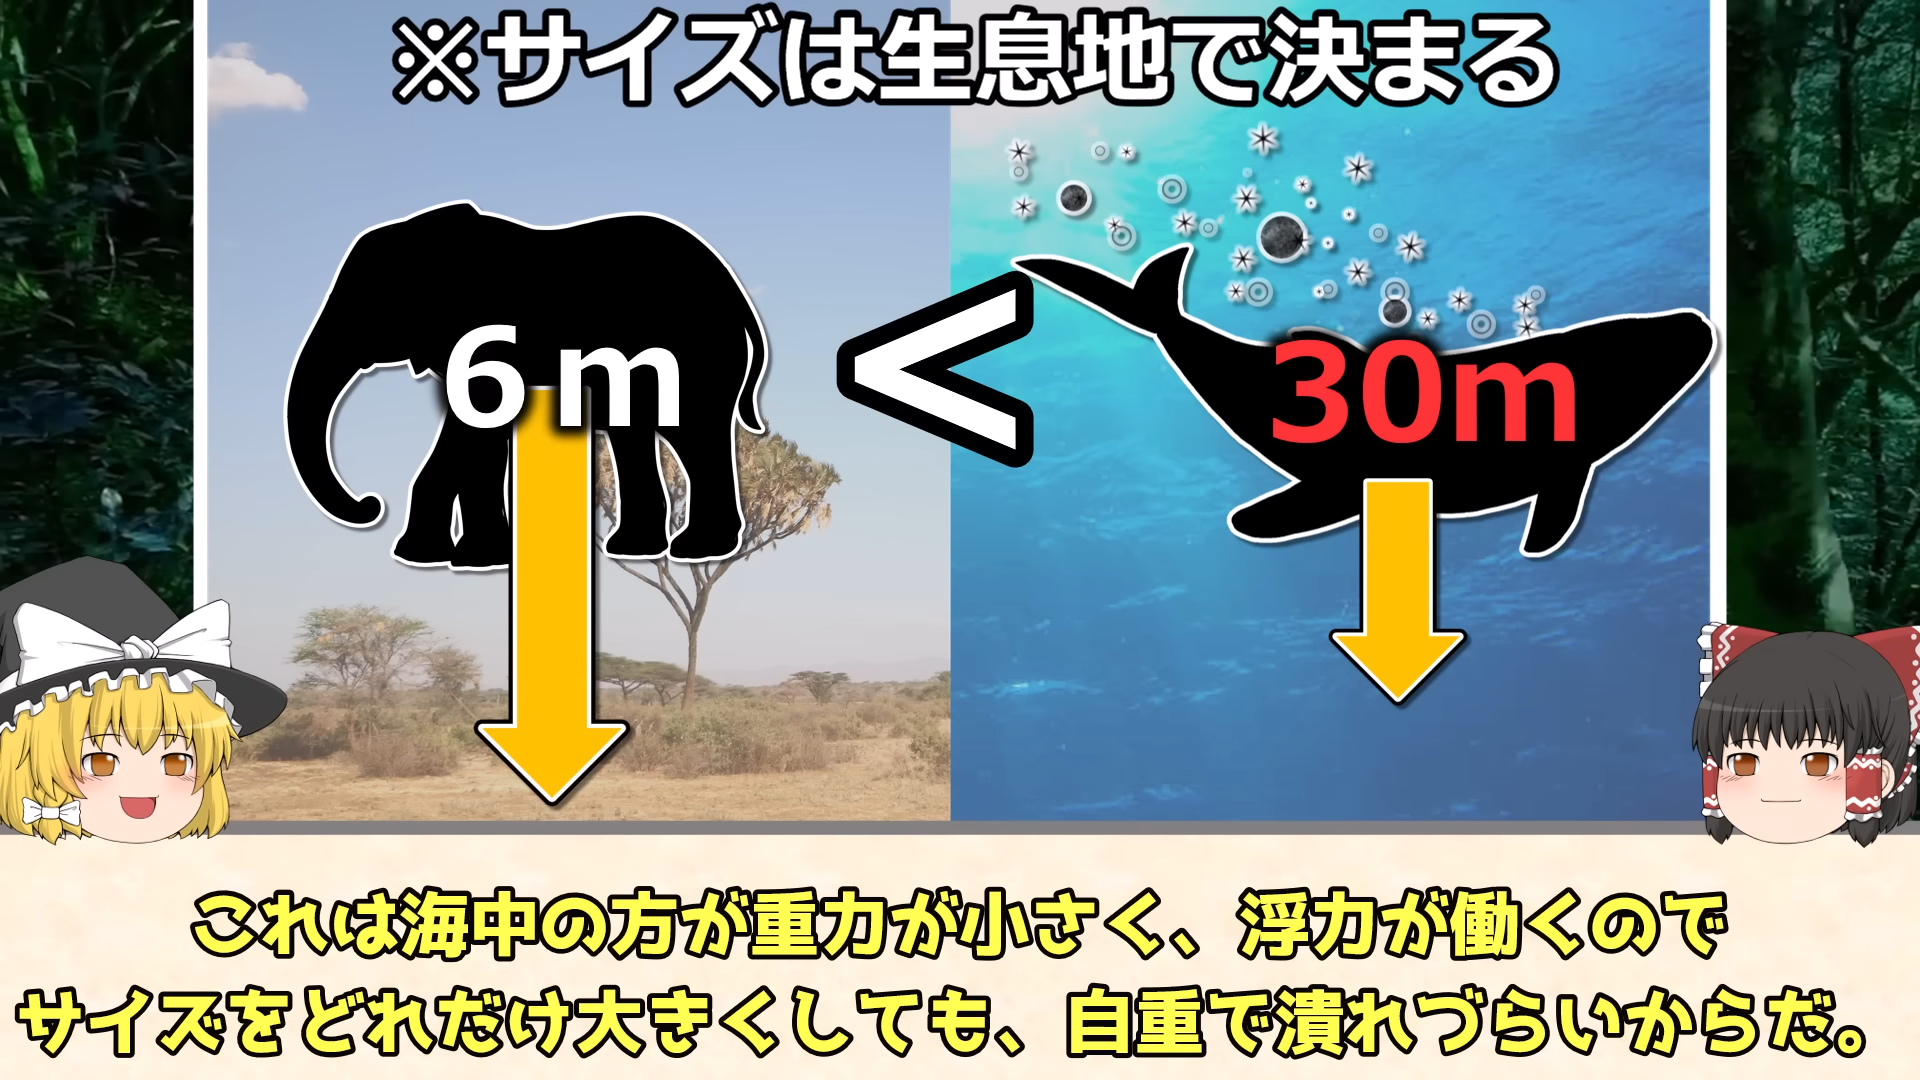 ※サイズは生息地で決まる
6m
<
30m
これは海中の方が重力が小さく、浮力が働くので
サイズをどれだけ大きくしても、自重で潰れづらいからだ。